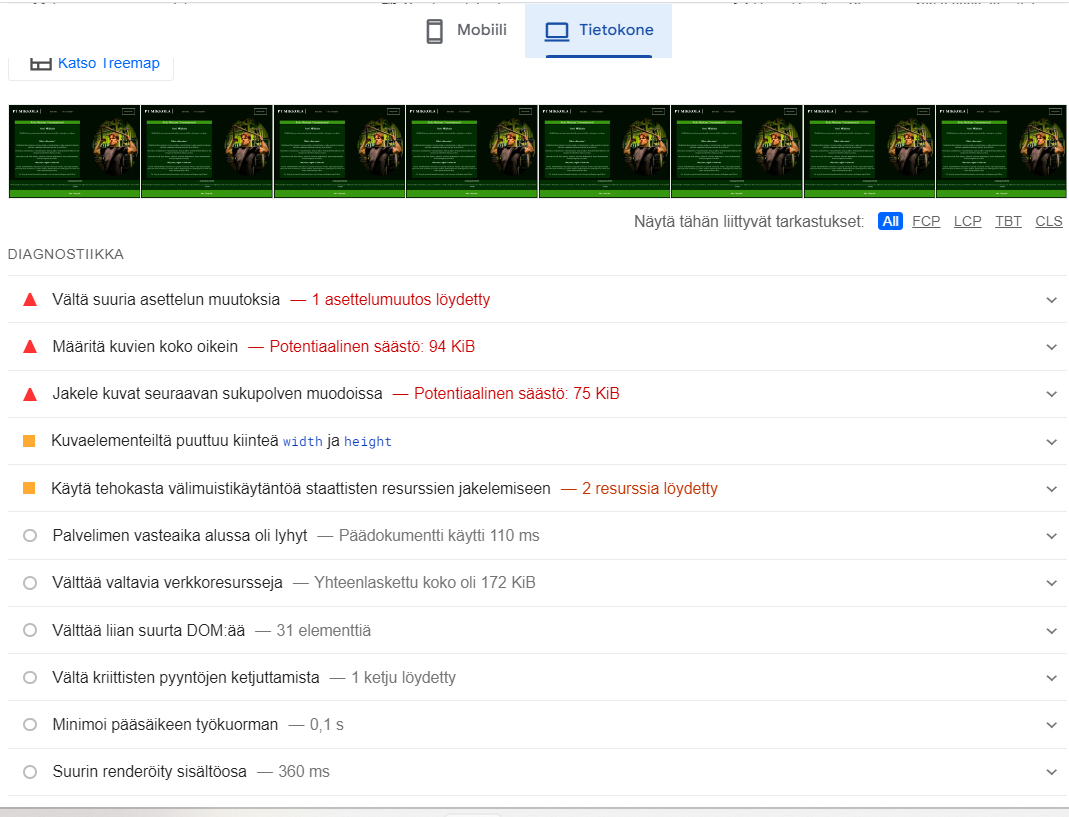 Mobiili
Tietokone
Katso Treemap
PT MIKKOLA
Näytä tähän liittyvät tarkastukset: All FCP LCP TBT CLS
DIAGNOSTIIKKA
Vältä suuria asettelun muutoksia — 1 asettelumuutos löydetty
Määritä kuvien koko oikein — Potentiaalinen säästö: 94 KiB
Jakele kuvat seuraavan sukupolven muodoissa — Potentiaalinen säästö: 75 KiB
Kuvaelementeiltä puuttuu kiinteä width ja height
Käytä tehokasta välimuistikäytäntöä staattisten resurssien jakelemiseen — 2 resurssia löydetty
Palvelimen vasteaika alussa oli lyhyt — Päädokumentti käytti 110 ms
Välttää valtavia verkkoresursseja — Yhteenlaskettu koko oli 172 KiB
Välttää liian suurta DOM:ää — 31 elementtiä
Vältä kriittisten pyyntöjen ketjuttamista — 1 ketju löydetty
Minimoi pääsäikeen työkuorman — 0,1 s
Suurin renderöity sisältöosa — 360 ms